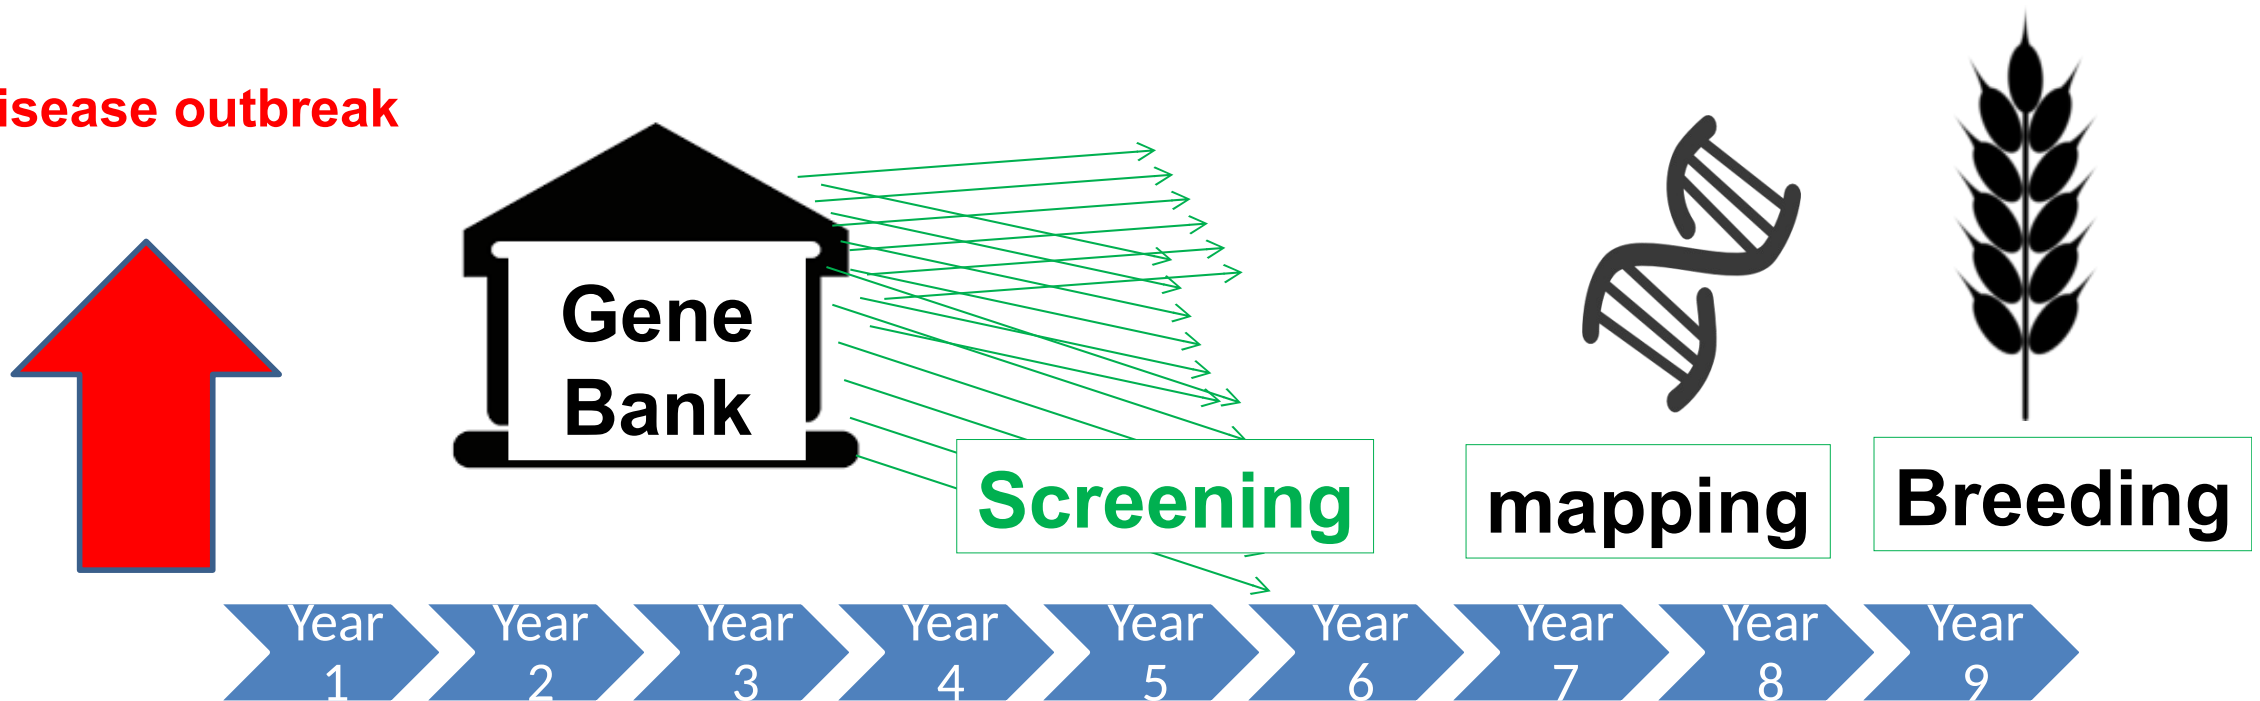 isease outbreak
Gene
Bank
Screening
mapping
Breeding
Year
1
Year
2
Year
3
Year
4
Year
5
Year
6
Year
7
Year
8
Year
9